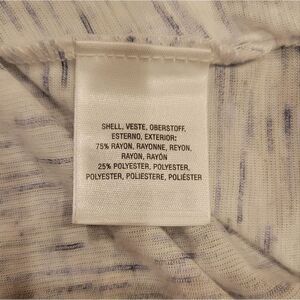 SHELL, VESTE, OBERSTOFF,
ESTERNO, EXTERIOR:
75% RAYON, RAYONNE, REYON,
RAYON, RAYÓN
25% POLYESTER, POLYESTER,
POLYESTER, POLIESTERE, POLIÉSTER